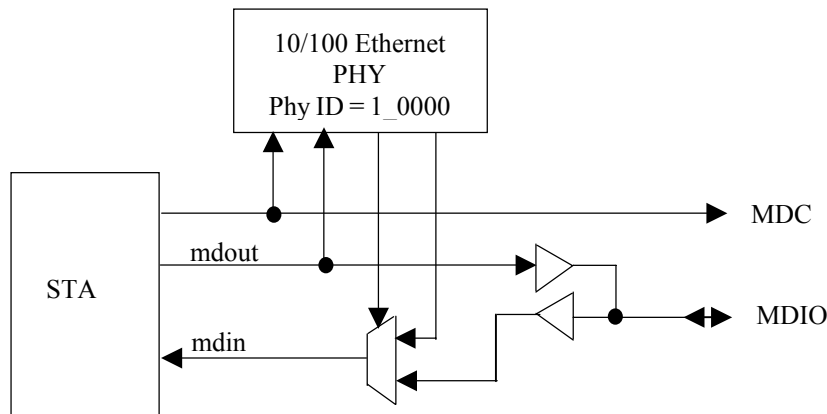 10/100 Ethernet
PHY
Phy ID = 1_0000
MDC
mdout
STA
MDIO
mdin